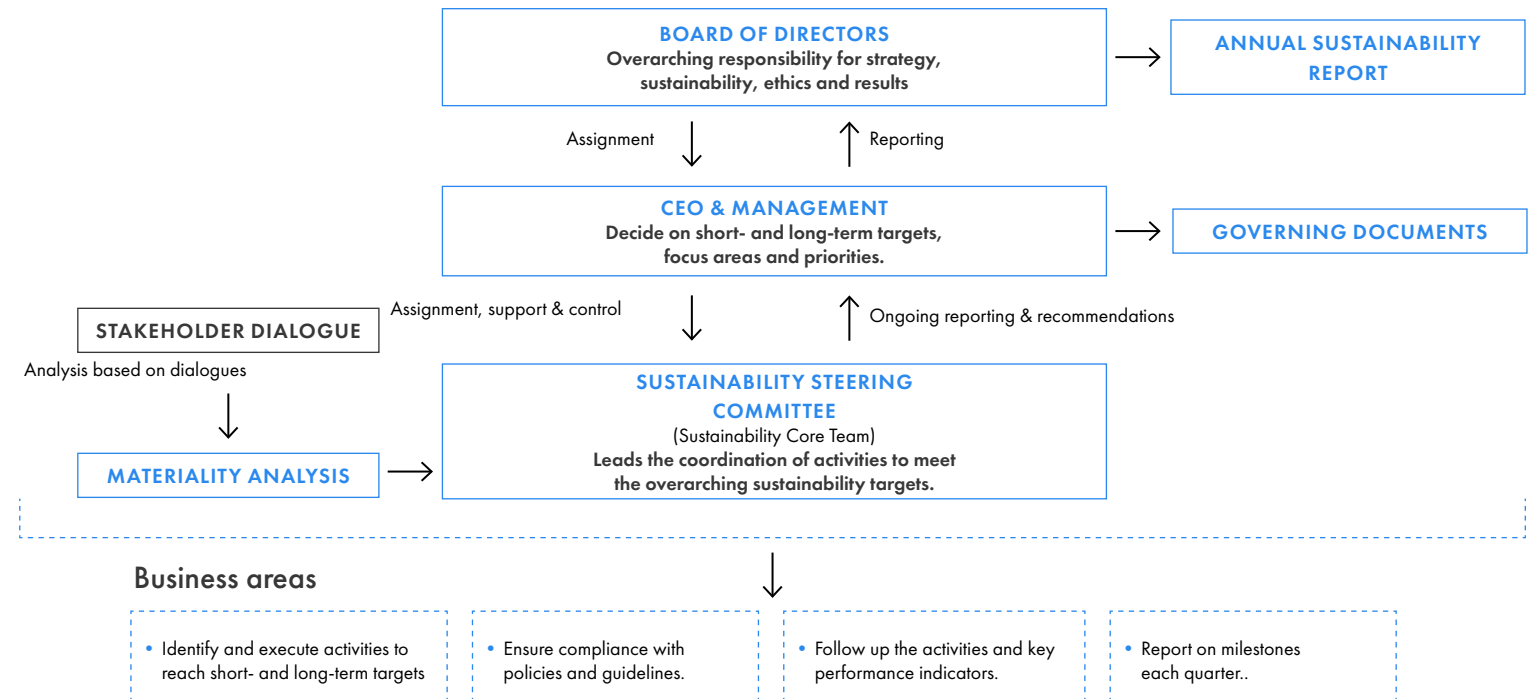 BOARD OF DIRECTORS
Overarching responsibility for strategy,
sustainability, ethics and results
ANNUAL SUSTAINABILITY
REPORT
Assignment
Reporting
CEO & MANAGEMENT
Decide on short- and long-term targets,
focus areas and priorities.
GOVERNING DOCUMENTS
Assignment, support & control
Ongoing reporting & recommendations
STAKEHOLDER DIALOGUE
Analysis based on dialogues
MATERIALITY ANALYSIS
SUSTAINABILITY STEERING
COMMITTEE
(Sustainability Core Team)
Leads the coordination of activities to meet
the overarching sustainability targets.
Business areas
• Identify and execute activities to
reach short- and long-term targets
• Ensure compliance with
policies and guidelines.
• Follow up the activities and key
performance indicators.
• Report on milestones
each quarter..